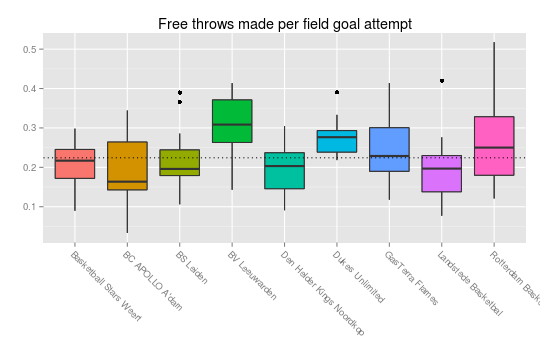 Free throws made per field goal attempt
0.5
0.4
0.3
0.2
0.1
Basketball Stars Weert
BC APOLLO A'dam
BS Leiden
BV Leeuwarden
Den Helder Kings Noordkop
Dukes Unlimited
GasTerra Flames
Landstede Basketbal
Rotterdam Bask